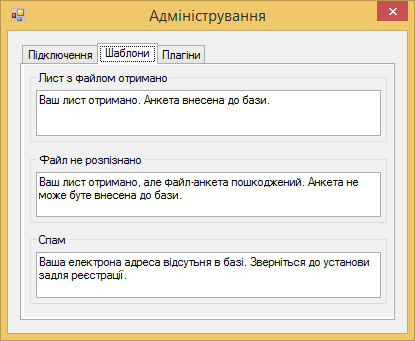 Адміністрування
Підключення Шаблони Плагіни
Лист з файлом отримано
Ваш лист отримано. Анкета внесена до бази.
Файл не розпізнано
Ваш лист отримано, але файл-анкета пошкоджений. Анкета не
може буте внесена до бази.
Спам
Ваша електрона адреса відсутьня в базі. Зверніться до установи
задля реєстрації.